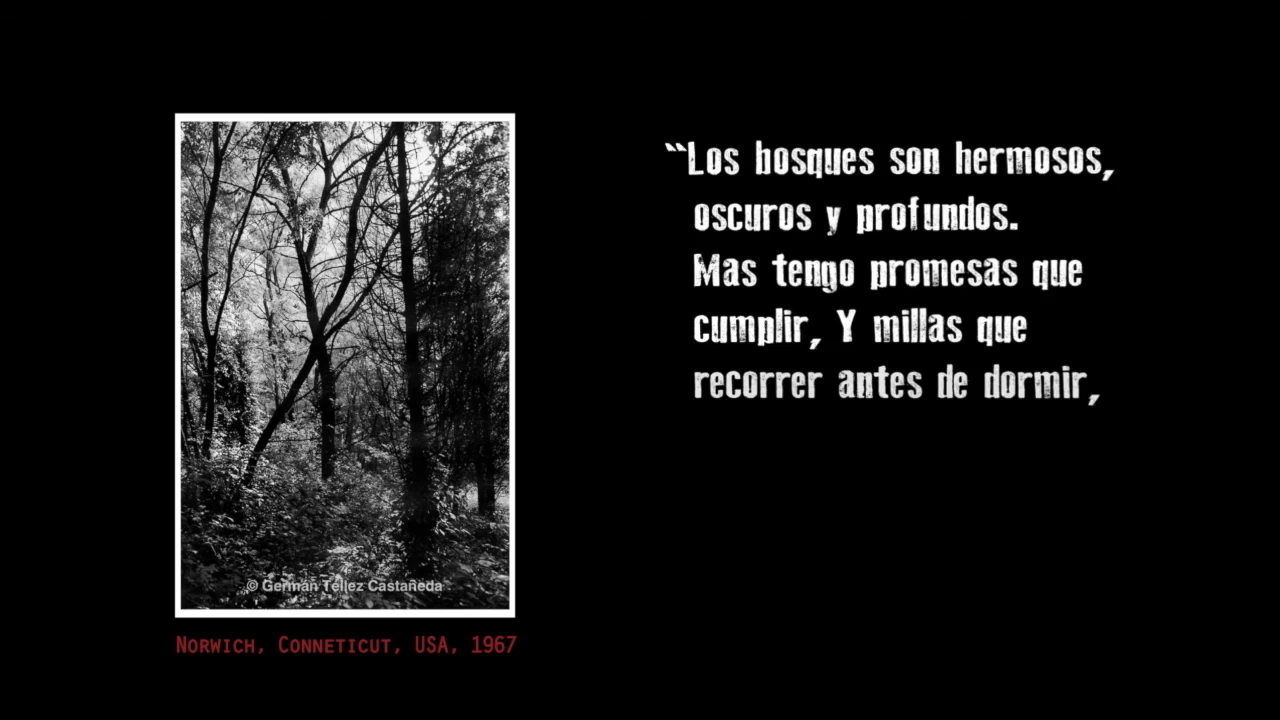 “Los bosques son hermosos,
oscuros y profundos.
Mas tengo promesas que
cumplir, Y millas que
recorrer antes de dormir,
© Germán Téllez Castañeda
Norwich, Conneticut, USA, 1967